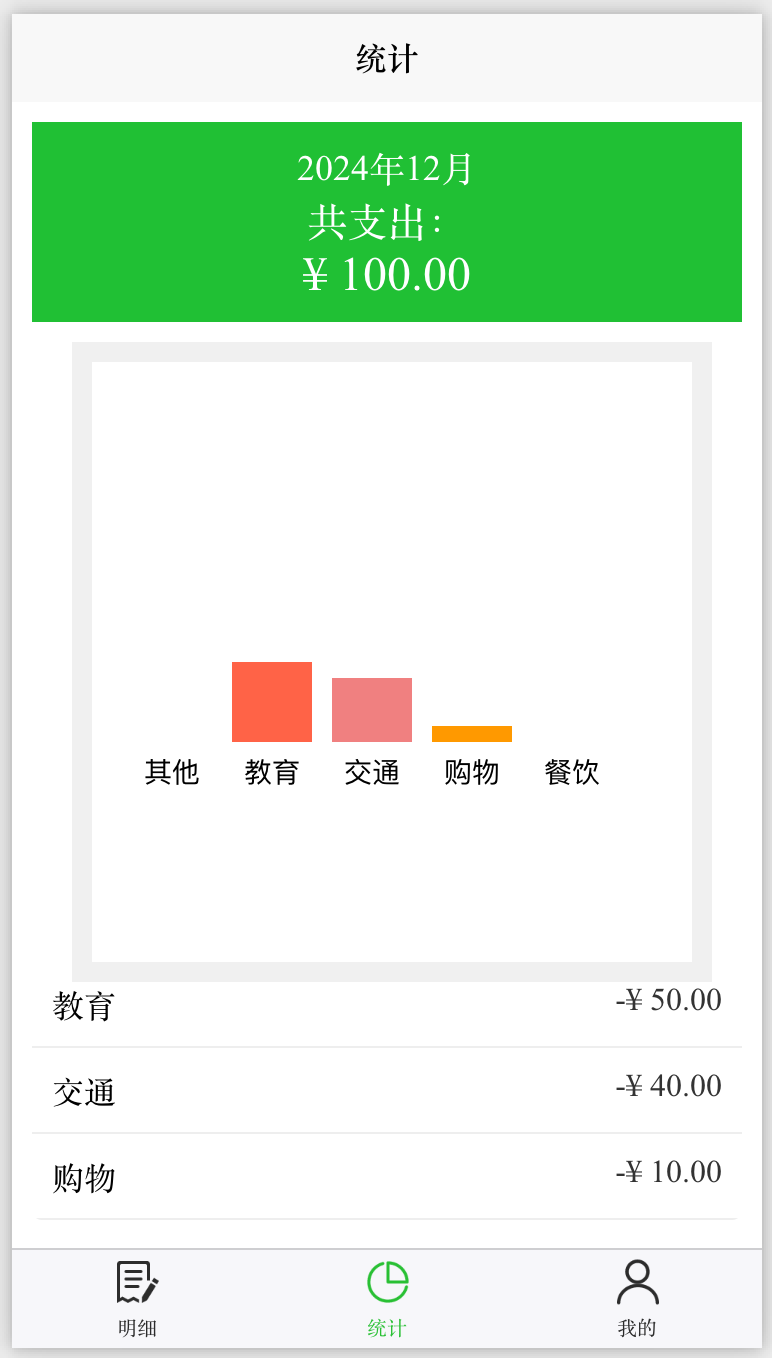 统计
2024年12月
共支出：
¥ 100.00
其他 教育 交通 购物 餐饮
教育 -¥ 50.00
交通 -¥ 40.00
购物 -¥ 10.00
明细 统计 我的